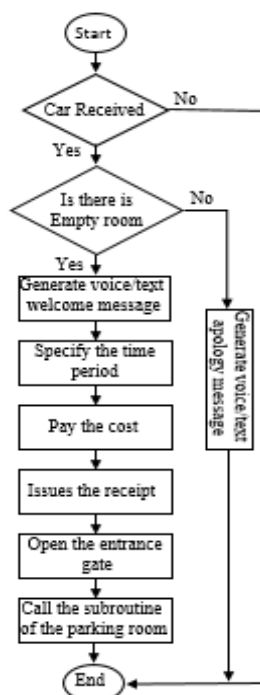 Start
Car Received
No
Yes
Is there is
Empty room
No
Yes
Generate voice/text
welcome message
Specify the time
period
Generate voice/text
apology message
Pay the cost
Issues the receipt
Open the entrance
gate
Call the subroutine
of the parking room
End